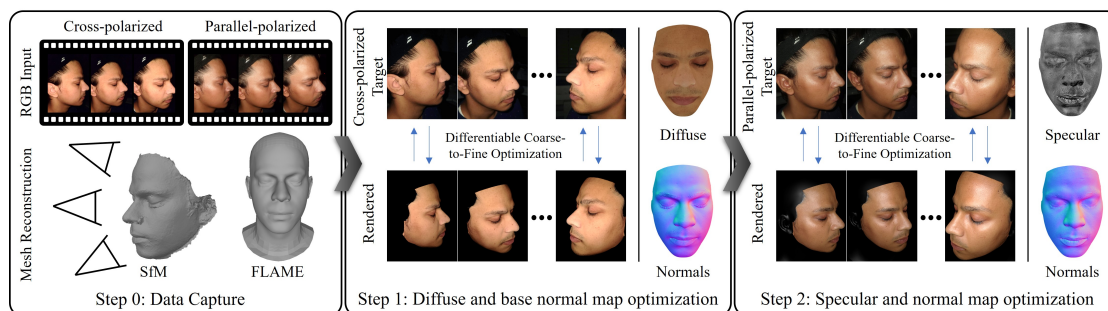 Cross-polarized
Parallel-polarized
RGB Input
Mesh Reconstruction
SfM
FLAME
Step 0: Data Capture
Cross-polarized
Target
Differentiable Coarse-
to-Fine Optimization
Rendered
Diffuse
Normals
Step 1: Diffuse and base normal map optimization
Parallel-polarized
Target
Differentiable Coarse-
to-Fine Optimization
Rendered
Specular
Normals
Step 2: Specular and normal map optimization